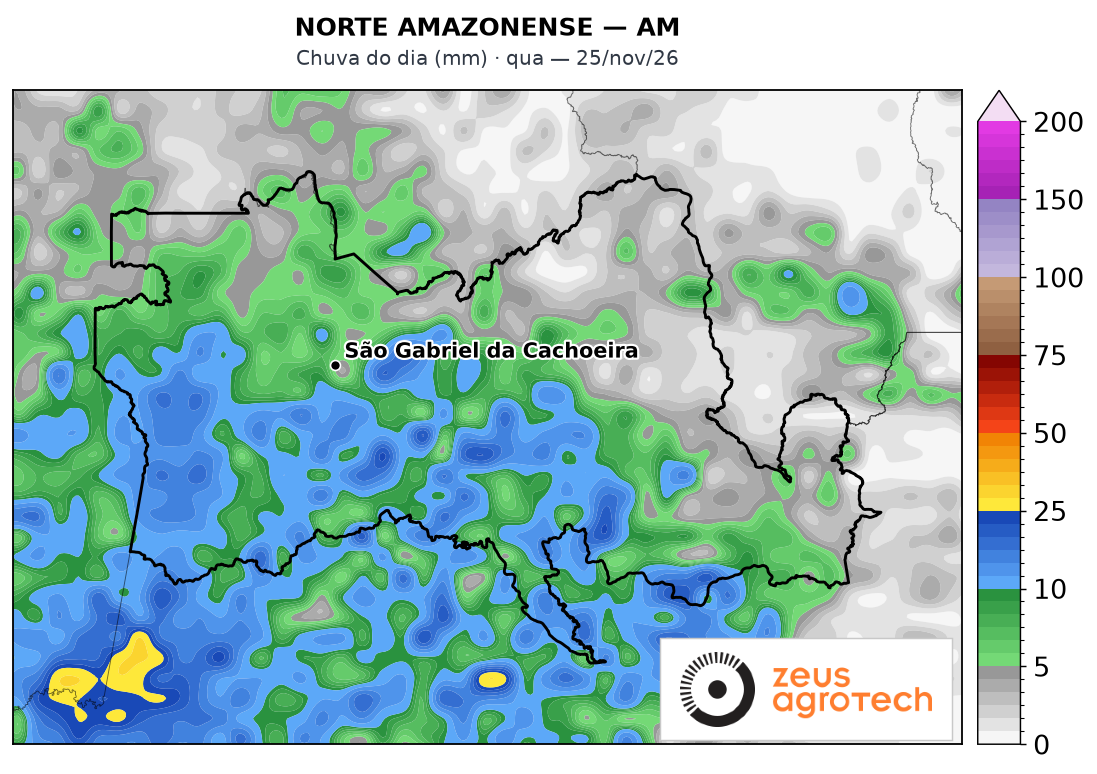 NORTE AMAZONENSE — AM
Chuva do dia (mm) · qua — 25/nov/26
São Gabriel da Cachoeira
200
150
100
75
50
25
10
5
0
zeus
agrotech